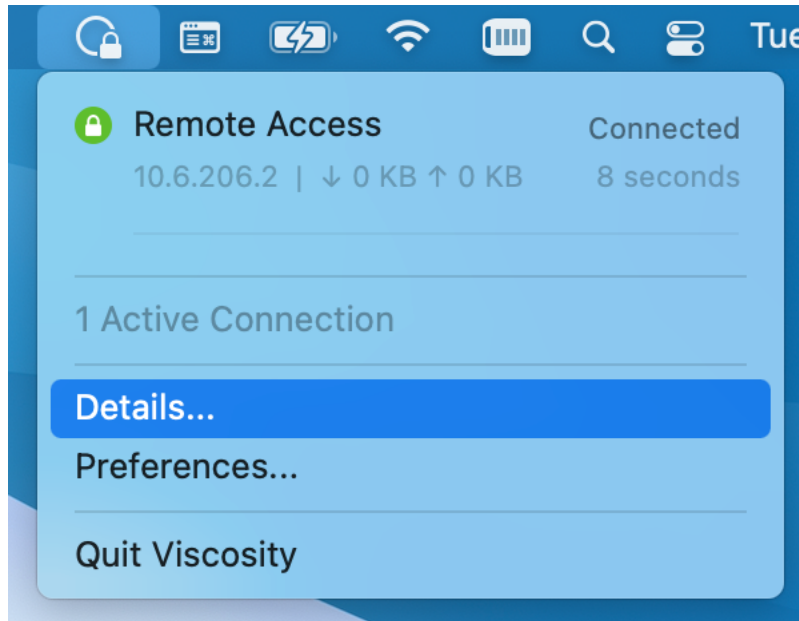 Tue
Remote Access Connected
10.6.206.2 | ↓ 0 KB ↑ 0 KB 8 seconds
1 Active Connection
Details...
Preferences...
Quit Viscosity